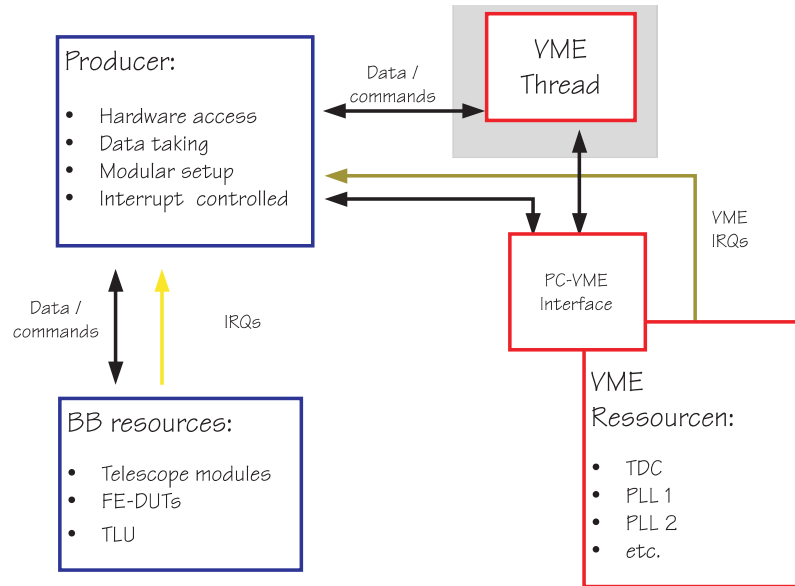 Producer:
• Hardware access
• Data taking
• Modular setup
• Interrupt controlled
Data /
commands
VME
Thread
VME
IRQs
PC-VME
Interface
Data /
commands
IRQs
BB resources:
• Telescope modules
• FE-DUTs
• TLU
VME
Ressourcen:
• TDC
• PLL 1
• PLL 2
• etc.